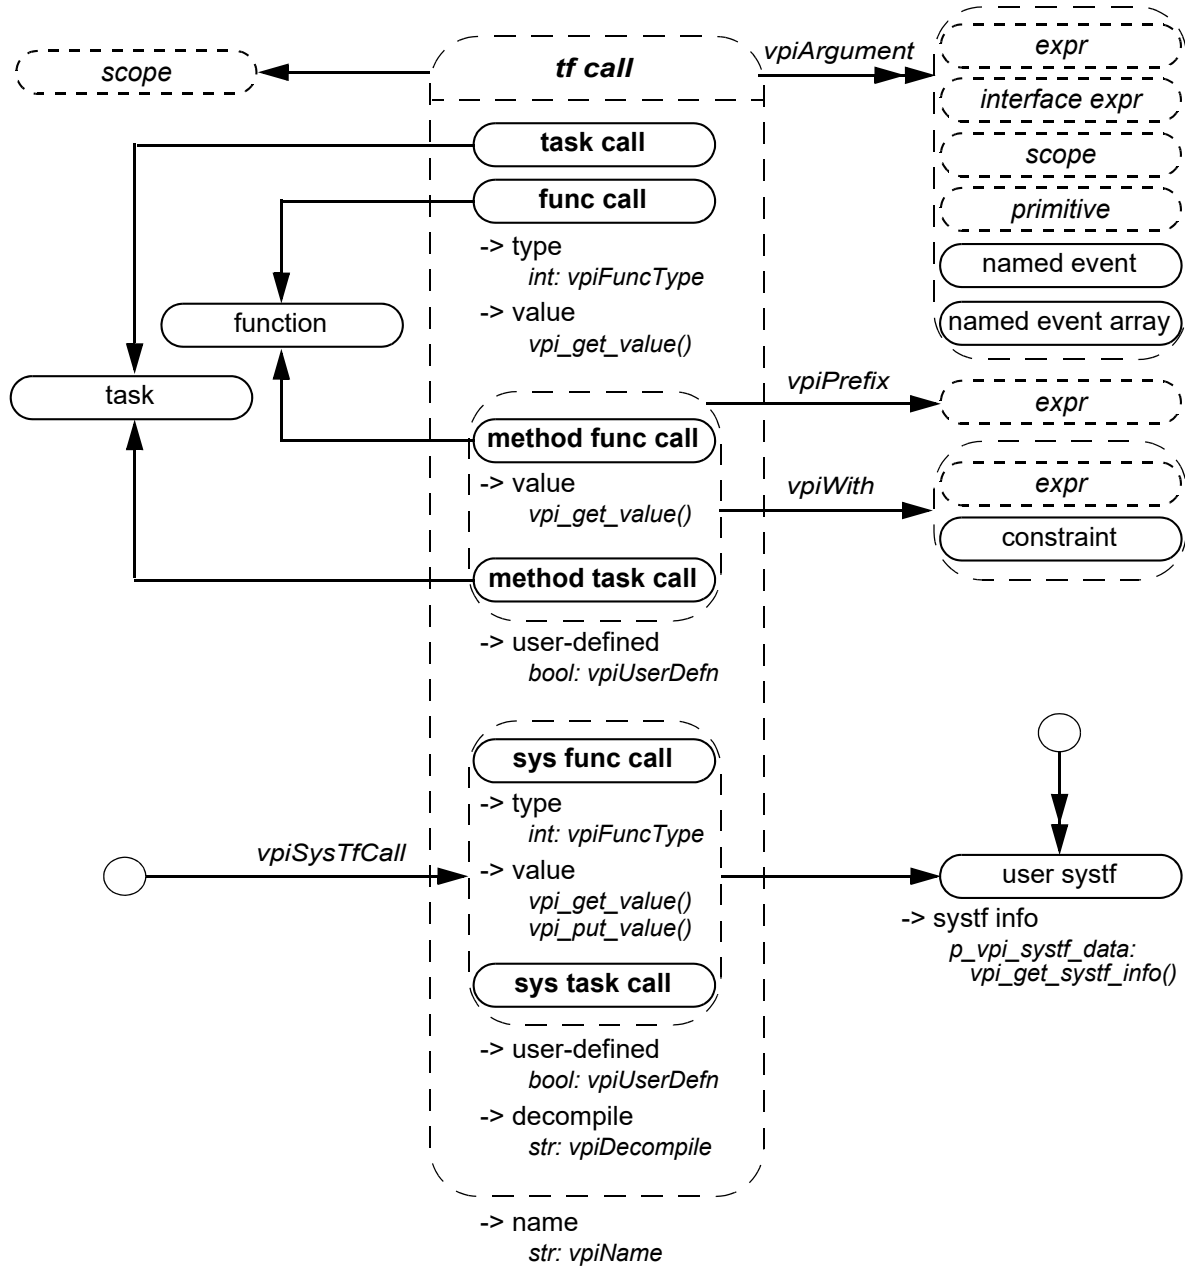 scope
tf call
vpiArgument
expr
interface expr
scope
primitive
named event
named event array
task call
func call
-> type
int: vpiFuncType
-> value
vpi_get_value()
function
task
vpiPrefix
expr
method func call
-> value
vpi_get_value()
vpiWith
expr
constraint
method task call
-> user-defined
bool: vpiUserDefn
sys func call
-> type
int: vpiFuncType
-> value
vpi_get_value()
vpi_put_value()
vpiSysTfCall
user systf
-> systf info
p_vpi_systf_data:
vpi_get_systf_info()
sys task call
-> user-defined
bool: vpiUserDefn
-> decompile
str: vpiDecompile
-> name
str: vpiName